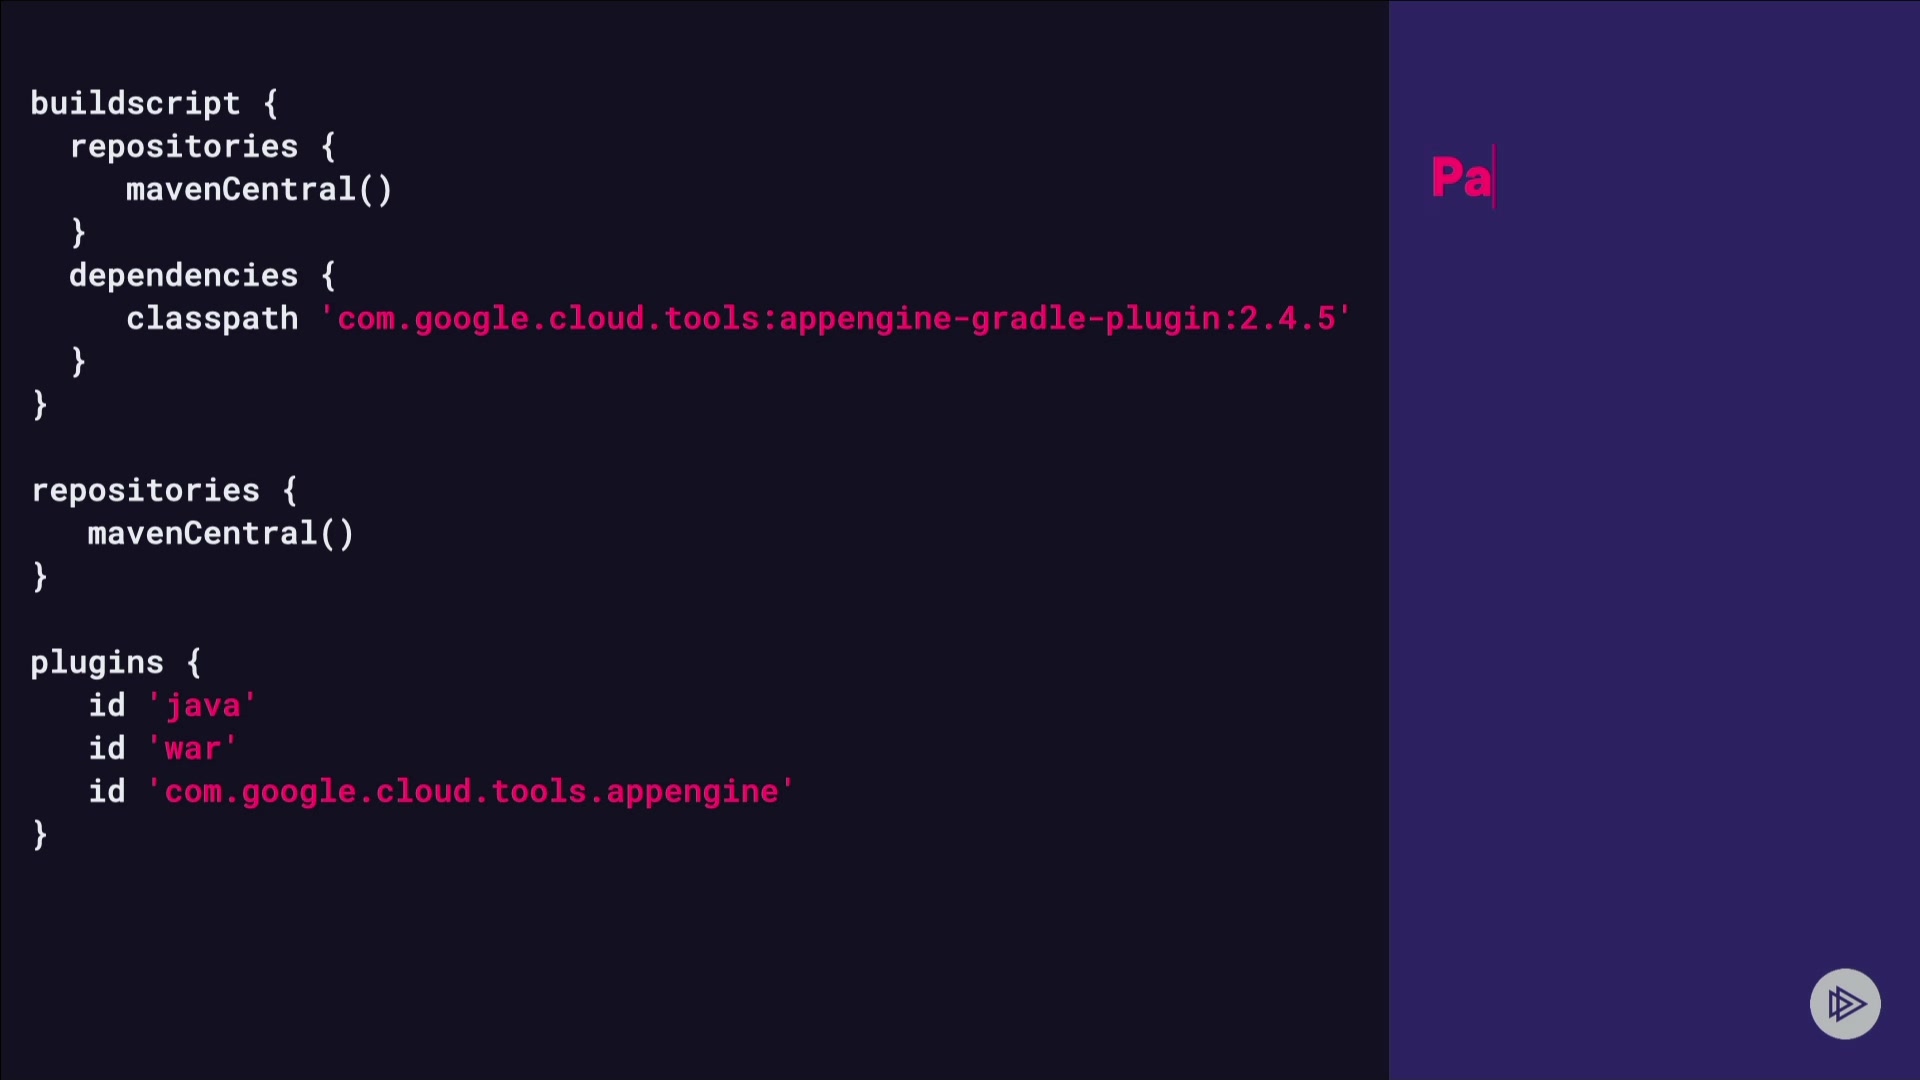 buildscript {
  repositories {
     mavenCentral()
  }
  dependencies {
     classpath 'com.google.cloud.tools:appengine-gradle-plugin:2.4.5'
  }
}

repositories {
   mavenCentral()
}

plugins {
   id 'java'
   id 'war'
   id 'com.google.cloud.tools.appengine'
}
Pa